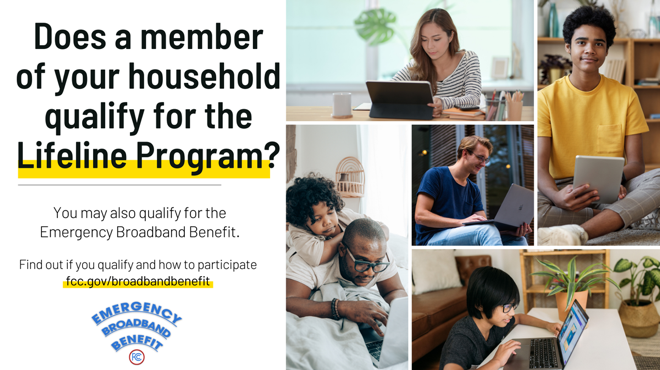 Does a member
of your household
qualify for the
Lifeline Program?
You may also qualify for the
Emergency Broadband Benefit.
Find out if you qualify and how to participate
fcc.gov/broadbandbenefit
EMERGENCY
BROADBAND
BENEFIT
FCC